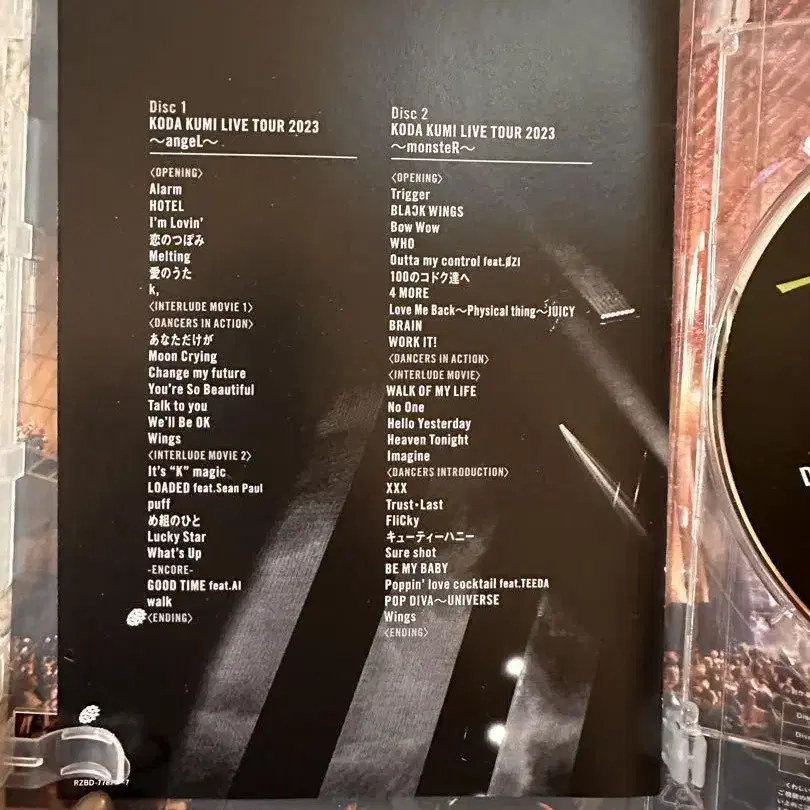 Disc 1
KODA KUMI LIVE TOUR 2023
～angeL～
〈OPENING〉
Alarm
HOTEL
I'm Lovin'
恋のつぼみ
Melting
愛のうた
k,
〈INTERLUDE MOVIE 1〉
〈DANCERS IN ACTION〉
あなただけが
Moon Crying
Change my future
You're So Beautiful
Talk to you
We'll Be OK
Wings
〈INTERLUDE MOVIE 2〉
It's "K" magic
LOADED feat.Sean Paul
puff
め組のひと
Lucky Star
What's Up
-ENCORE-
GOOD TIME feat.AI
walk
〈ENDING〉
Disc 2
KODA KUMI LIVE TOUR 2023
～monsteR～
〈OPENING〉
Trigger
BLAƆK WINGS
Bow Wow
WHO
Outta my control feat.ØZI
100のコドク達へ
4 MORE
Love Me Back～Physical thing～JUICY
BRAIN
WORK IT!
〈DANCERS IN ACTION〉
〈INTERLUDE MOVIE〉
WALK OF MY LIFE
No One
Hello Yesterday
Heaven Tonight
Imagine
〈DANCERS INTRODUCTION〉
XXX
Trust・Last
FliCky
キューティーハニー
Sure shot
BE MY BABY
Poppin' love cocktail feat.TEEDA
POP DIVA～UNIVERSE
Wings
〈ENDING〉